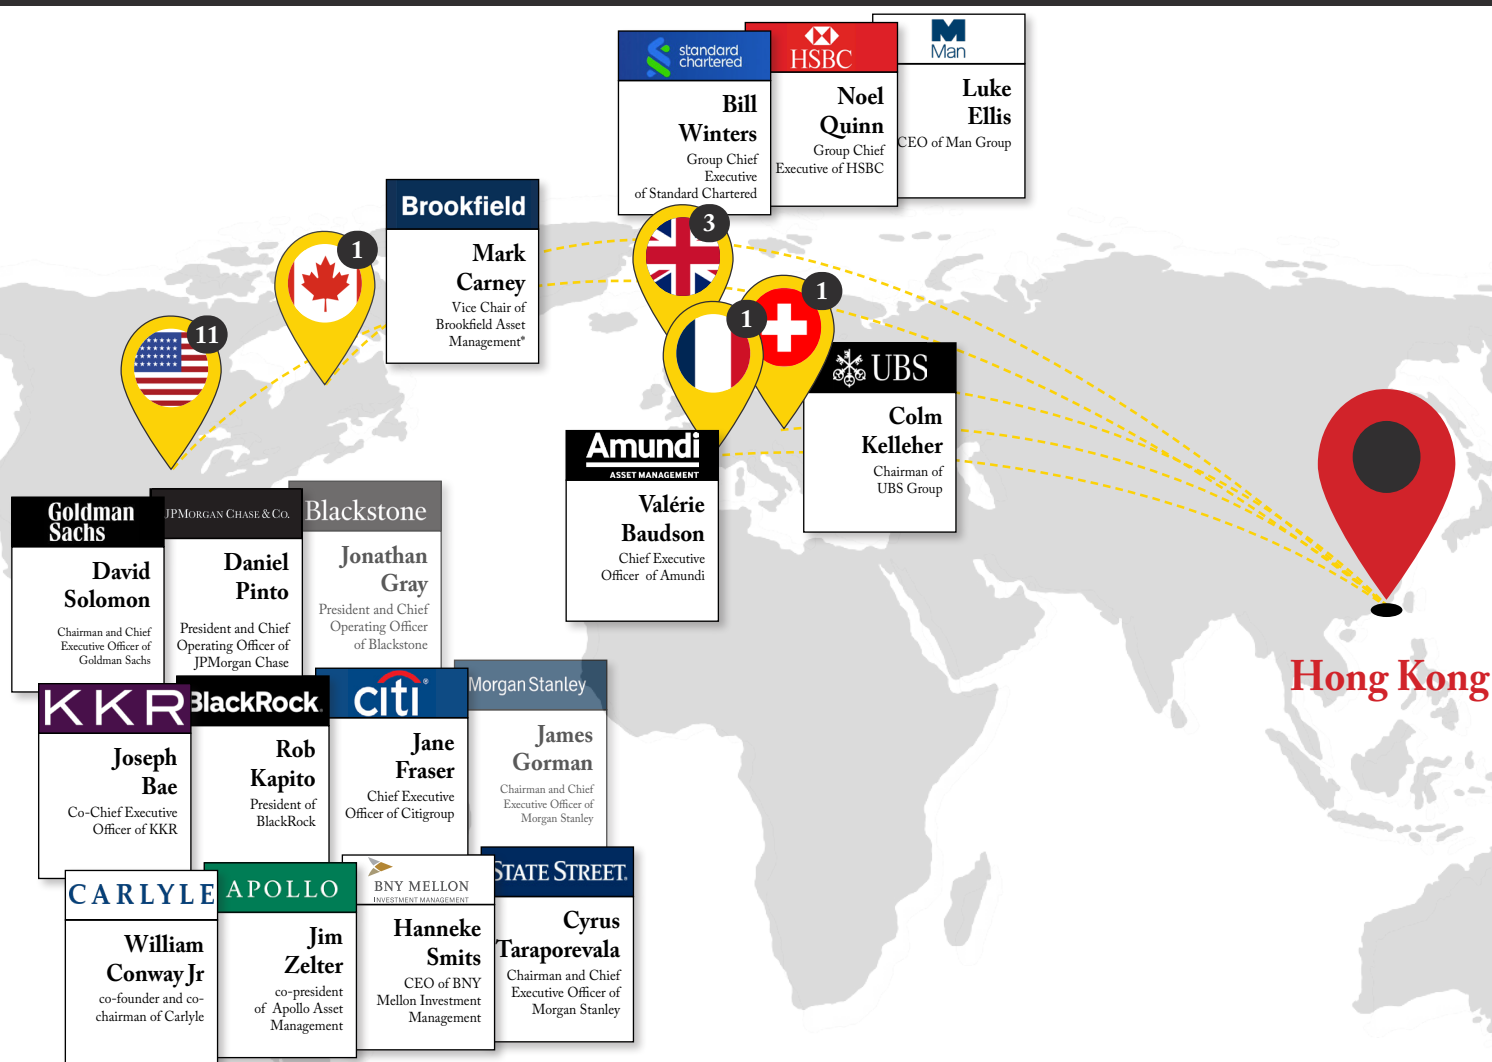 standard
chartered
Bill
Winters
Group Chief
Executive
of Standard Chartered
HSBC
Noel
Quinn
Group Chief
Executive of HSBC
Man
Luke
Ellis
CEO of Man Group
Brookfield
Mark
Carney
Vice Chair of
Brookfield Asset
Management*
3
1
1
1
11
UBS
Colm
Kelleher
Chairman of
UBS Group
Amundi
ASSET MANAGEMENT
Valérie
Baudson
Chief Executive
Officer of Amundi
Hong Kong
Goldman
Sachs
David
Solomon
Chairman and Chief
Executive Officer of
Goldman Sachs
JPMORGAN CHASE & CO.
Daniel
Pinto
President and Chief
Operating Officer of
JPMorgan Chase
Blackstone
Jonathan
Gray
President and Chief
Operating Officer
of Blackstone
KKR
Joseph
Bae
Co-Chief Executive
Officer of KKR
BlackRock.
Rob
Kapito
President of
BlackRock
citi®
Jane
Fraser
Chief Executive
Officer of Citigroup
Morgan Stanley
James
Gorman
Chairman and Chief
Executive Officer of
Morgan Stanley
CARLYLE
William
Conway Jr
co-founder and co-
chairman of Carlyle
APOLLO
Jim
Zelter
co-president
of Apollo Asset
Management
BNY MELLON
INVESTMENT MANAGEMENT
Hanneke
Smits
CEO of BNY
Mellon Investment
Management
STATE STREET.
Cyrus
Taraporevala
Chairman and Chief
Executive Officer of
Morgan Stanley